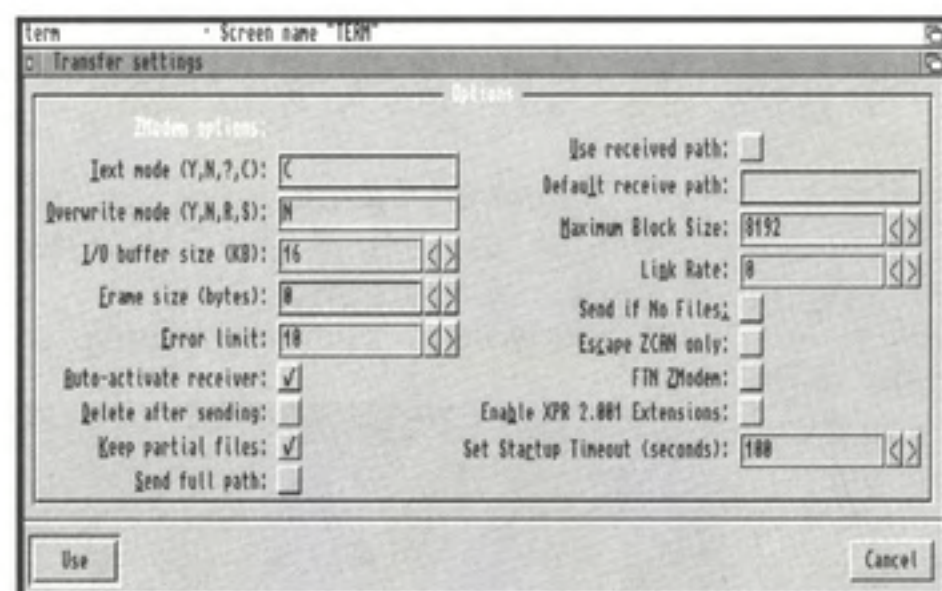 term - Screen name "TERM"
Transfer settings
Options
ZModem options:
Text mode (Y,N,?,C): C
Overwrite mode (Y,N,R,S): N
I/O buffer size (KB): 16
Frame size (bytes): 0
Error limit: 10
Auto-activate receiver: √
Delete after sending:
Keep partial files: √
Send full path:
Use received path:
Default receive path:
Maximum Block Size: 8192
Link Rate: 0
Send if No Files:
Escape ZCAN only:
FTN ZModem:
Enable XPR 2.001 Extensions:
Set Startup Timeout (seconds): 100
Use
Cancel